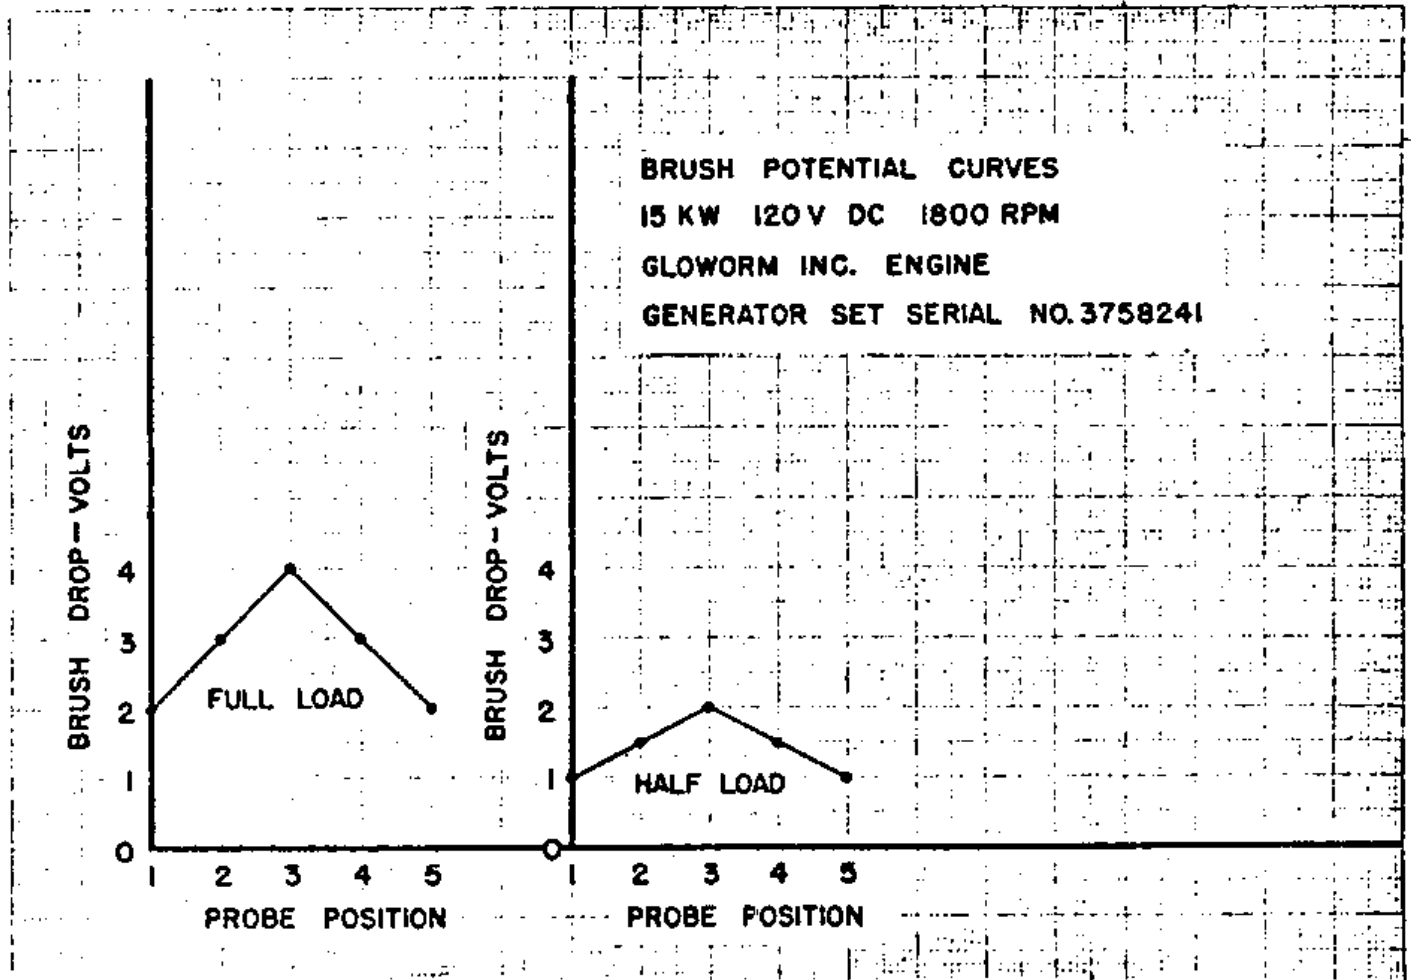 BRUSH POTENTIAL CURVES
15 KW 120 V DC 1800 RPM
GLOWORM INC. ENGINE
GENERATOR SET SERIAL NO. 3758241
BRUSH DROP-VOLTS
4
3
2
1
0
FULL LOAD
1 2 3 4 5
PROBE POSITION
BRUSH DROP-VOLTS
4
3
2
1
0
HALF LOAD
1 2 3 4 5
PROBE POSITION